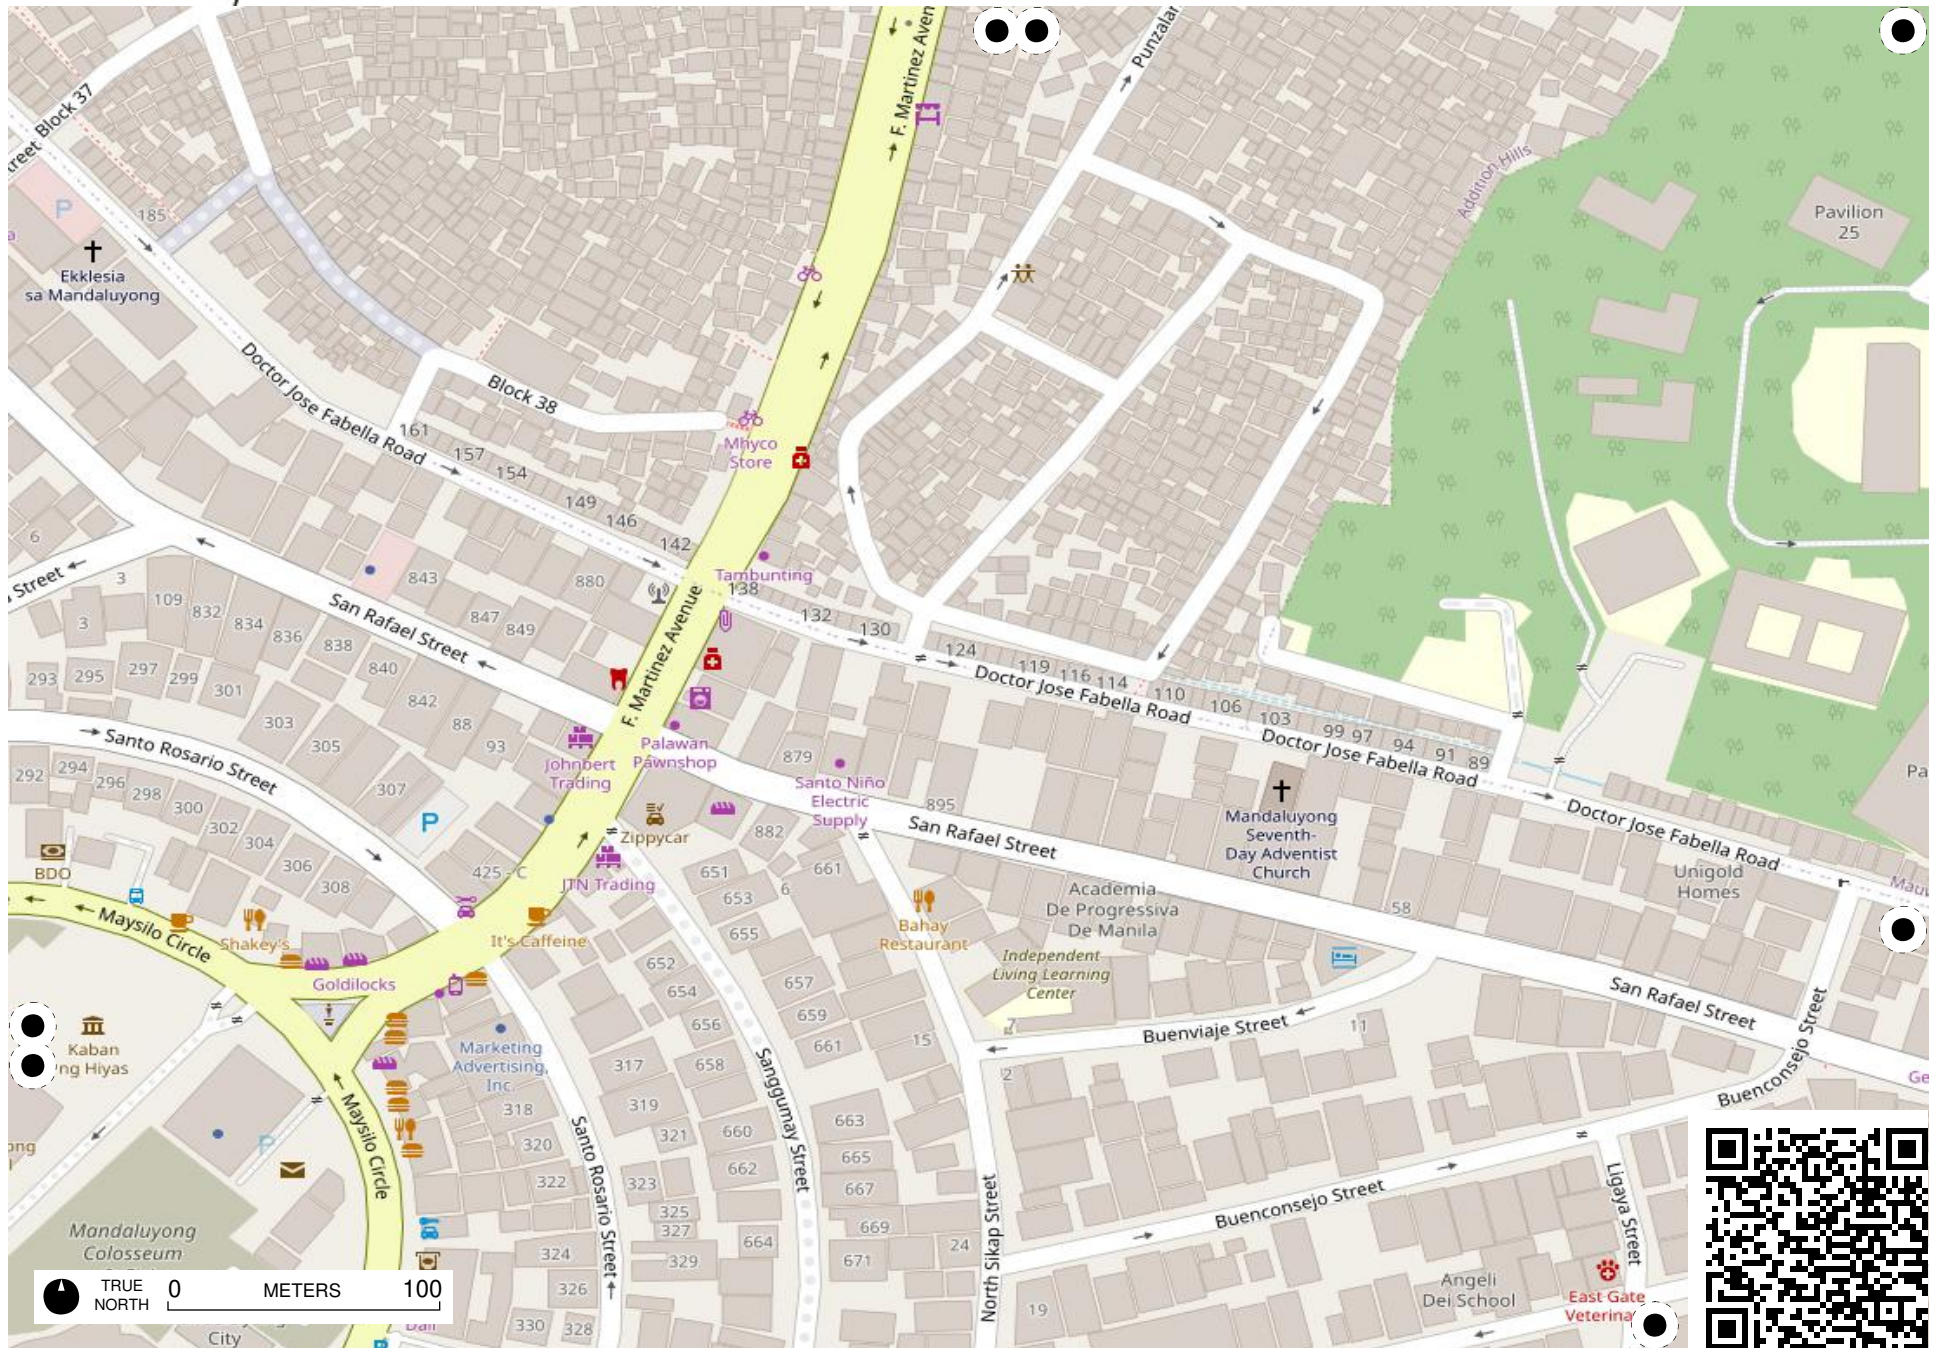 F. Martinez Aven
Punzalan
Block 37
treet
185
P
Ekklesia
sa Mandaluyong
Addition Hills
Pavilion
25
Doctor Jose Fabella Road
Block 38
Mhyco
Store
161
157
154
149
146
142
6
Street
3
3
109
832
834
836
838
840
842
843
847
849
880
88
93
San Rafael Street
Tambunting
138
132
130
124
119
116
114
110
106
103
99
97
94
91
89
Doctor Jose Fabella Road
Doctor Jose Fabella Road
Doctor Jose Fabella Road
F. Martinez Avenue
293
295
297
299
301
303
305
307
Santo Rosario Street
292
294
296
298
300
302
304
306
308
P
425 - C
Johnbert
Trading
Palawan
Pawnshop
879
Santo Niño
Electric
Supply
895
San Rafael Street
Zippycar
882
JTN Trading
651
653
655
6
661
Mandaluyong
Seventh-
Day Adventist
Church
Unigold
Homes
Pa
Mauw
BDO
Maysilo Circle
Shakey's
Goldilocks
It's Caffeine
Bahay
Restaurant
Academia
De Progressiva
De Manila
Independent
Living Learning
Center
58
San Rafael Street
Buenviaje Street
11
7
2
15
652
654
656
658
657
659
661
Kaban
ng Hiyas
Marketing
Advertising,
Inc.
317
319
321
323
325
327
329
318
320
322
324
326
328
330
660
662
664
663
665
667
669
671
24
19
Sanggumay Street
Santo Rosario Street
North Sikap Street
Buenconsejo Street
Buenconsejo Street
Ge
Ligaya Street
Maysilo Circle
P
ong
Mandaluyong
Colosseum
Angeli
Dei School
East Gate
Veterina
TRUE
NORTH
0 METERS 100
City
Dali